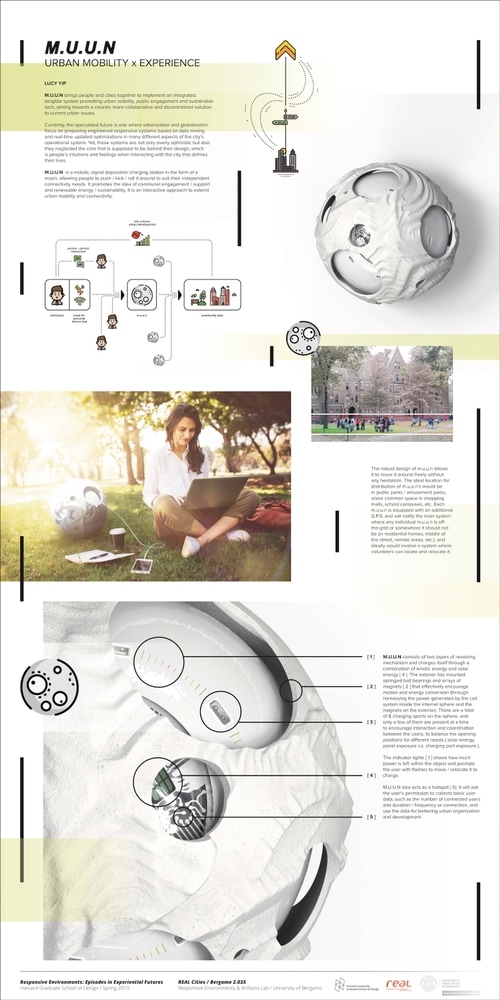 M.U.U.N
URBAN MOBILITY x EXPERIENCE
LUCY YIP
M.U.U.N brings people and cities together to implement an integrated,
tangible system promoting urban mobility, public engagement and sustainable
tech, aiming towards a cleaner, more collaborative and decentralized solution
to current urban issues.
Currently, the speculated future is one where urbanization and globalization
focus on proposing engineered responsive systems based on data mining
and real-time updated optimizations in many different aspects of the city's
operational system. Yet, those systems are not only overly optimistic, but also
they neglected the core that is supposed to be behind their design, which
is people's intuitions and feelings when interacting with the city that defines
their lives.
M.U.U.N is a mobile, signal deposition charging station in the form of a
moon, allowing people to push / kick / roll it around to suit their independent
connectivity needs. It promotes the idea of communal engagement / support
and renewable energy / sustainability. It is an interactive approach to extend
urban mobility and connectivity.
person - person
interaction
individual
m.u.u.n
community data
The robust design of m.u.u.n allows
it to move around freely without
any hesitation. The ideal location for
distribution of m.u.u.n's would be
in public parks / amusement parks,
share common space in shopping
malls, school campuses, etc. Each
m.u.u.n is equipped with an additional
G.P.S. and will notify the main system
where any individual m.u.u.n is off-
the-grid or somewhere it should not
be (in residential homes, middle of
the street, remote areas, etc.), and
ideally would involve a system where
volunteers can locate and relocate it.
[ 1 ]
[ 2 ]
[ 3 ]
[ 4 ]
[ 5 ]
M.U.U.N consists of two layers of revolving
mechanism and charges itself through a
combination of kinetic energy and solar
energy [ 4 ]. The exterior has mounted
springed ball bearings and arrays of
magnets [ 2 ] that effectively encourage
motion and energy conversion (through
harnessing the power generated by the coil
system inside the internal sphere and the
magnets on the exterior). There are a total
of 8 charging ports on the sphere, and
only a few of them are present at a time
to encourage interaction and coordination
between the users, to balance the opening
positions for different needs ( solar energy
panel exposure v.s. charging port exposure ).
The indicator lights [ 1 ] shows how much
power is left within the object and prompts
the user with flashes to move / relocate it to
charge.
M.U.U.N also acts as a hotspot [ 5 ]. It will ask
the user's permission to collects basic user
data, such as the number of connected users
and duration / frequency or connection, and
use the data for bettering urban organization
and development.
Responsive Environments: Episodes in Experiential Futures
Harvard Graduate School of Design / Spring 2015
REAL Cities / Bergamo 2.035
Responsive Environments & Artifacts Lab / University of Bergamo
real